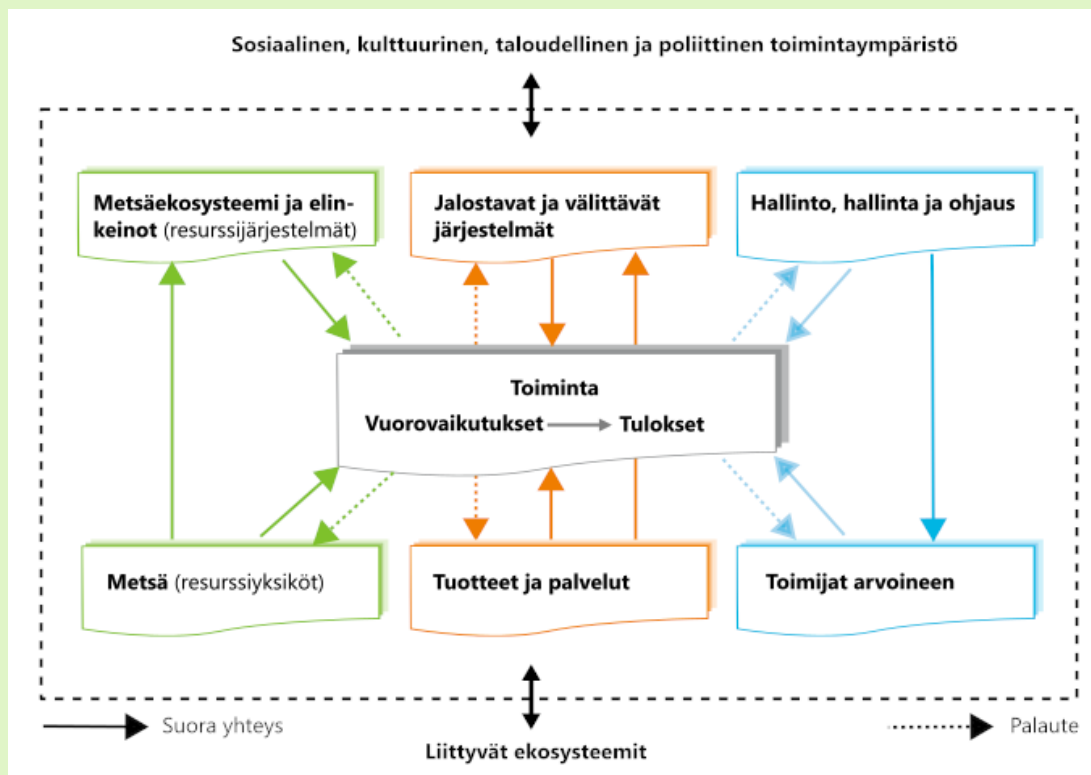 Sosiaalinen, kulttuurinen, taloudellinen ja poliittinen toimintaympäristö
Metsäekosysteemi ja elin-
keinot (resurssijärjestelmät)
Jalostavat ja välittävät
järjestelmät
Hallinto, hallinta ja ohjaus
Toiminta
Vuorovaikutukset
Tulokset
Metsä (resurssiyksiköt)
Tuotteet ja palvelut
Toimijat arvoineen
Suora yhteys
Palaute
Liittyvät ekosysteemit